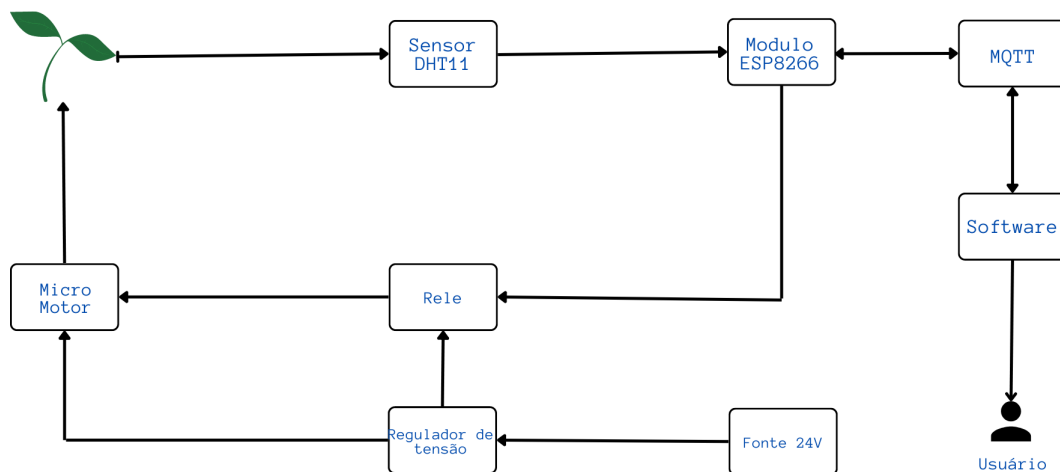 Sensor
DHT11
Modulo
ESP8266
MQTT
Software
Micro
Motor
Rele
Regulador de
tensão
Fonte 24V
Usuário